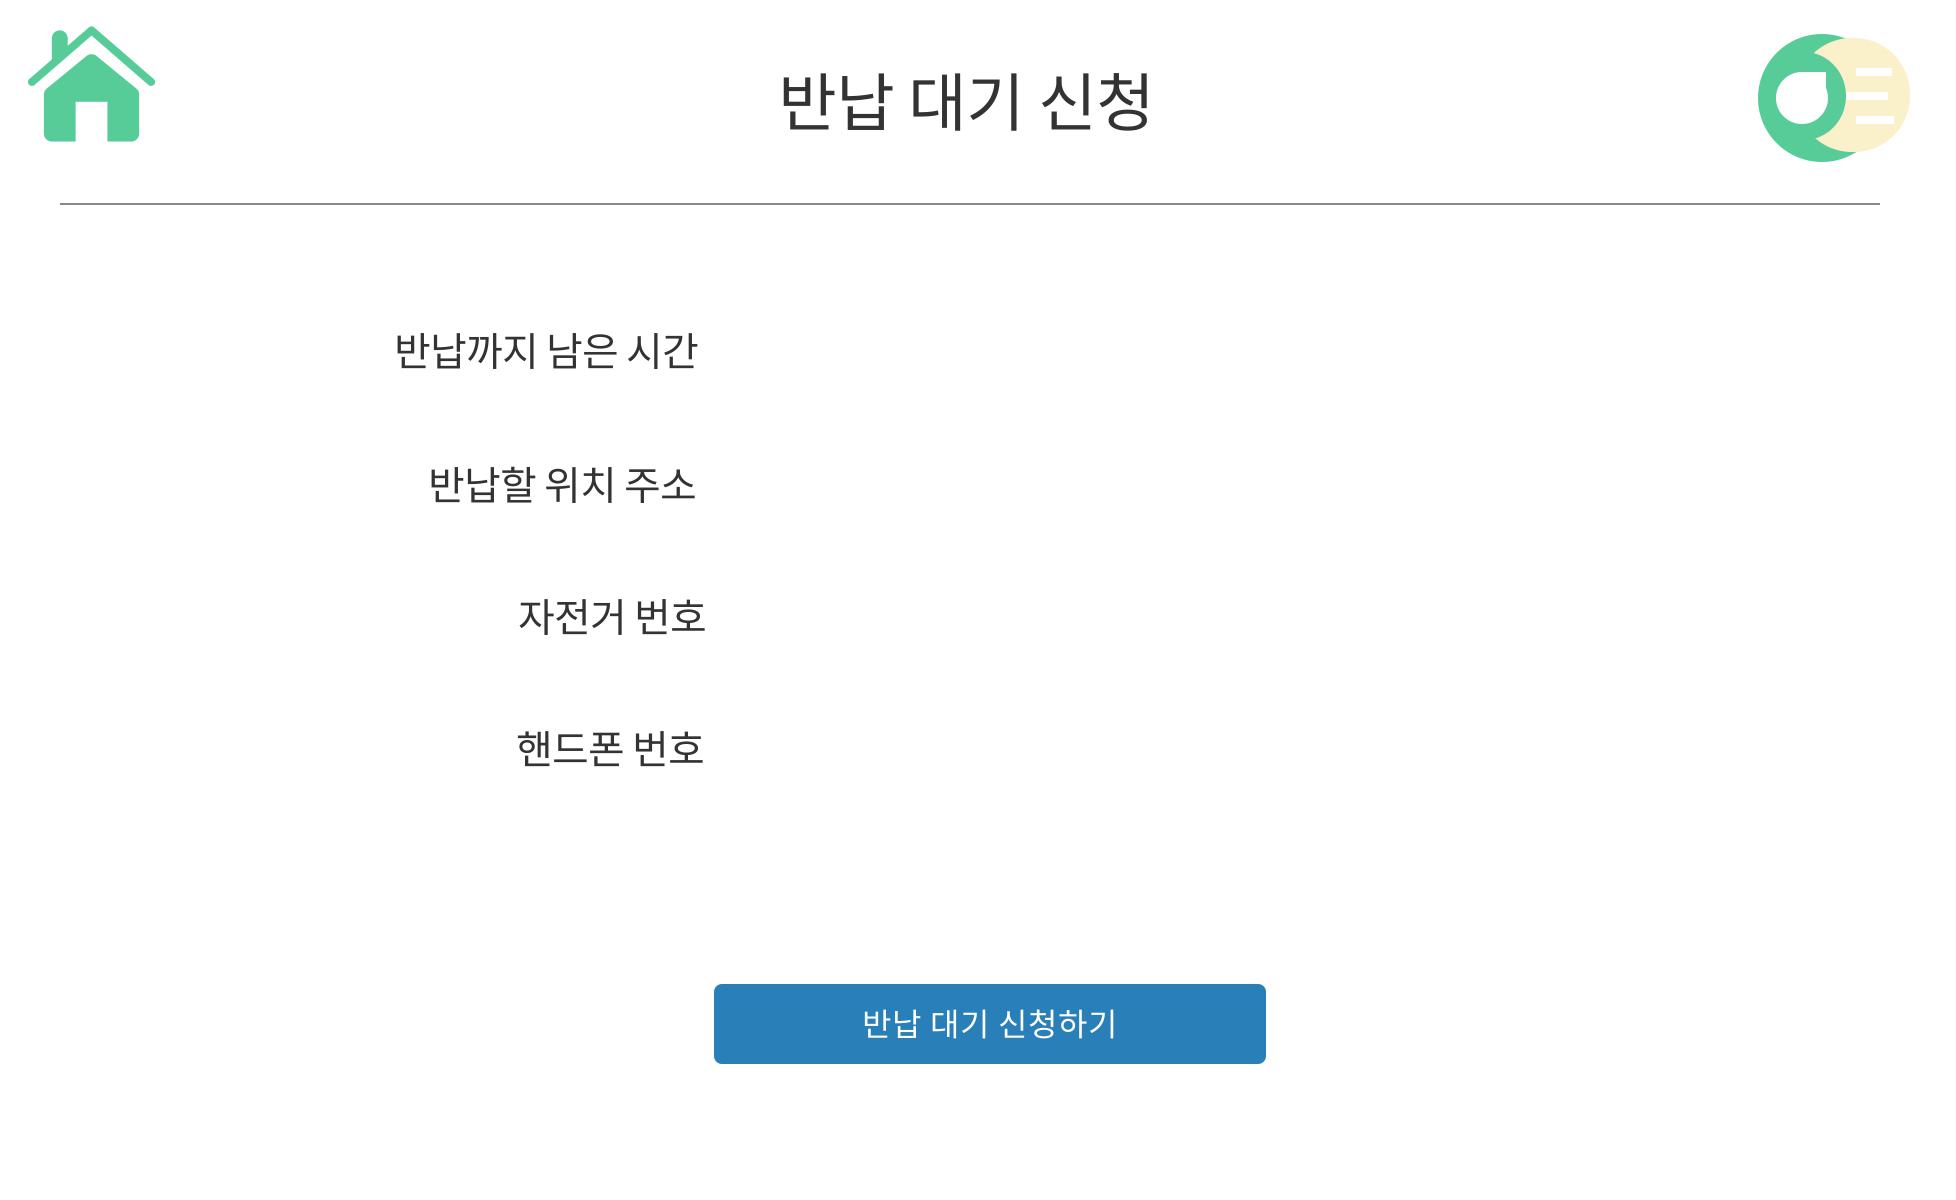 반납 대기 신청
반납까지 남은 시간
반납할 위치 주소
자전거 번호
핸드폰 번호
반납 대기 신청하기